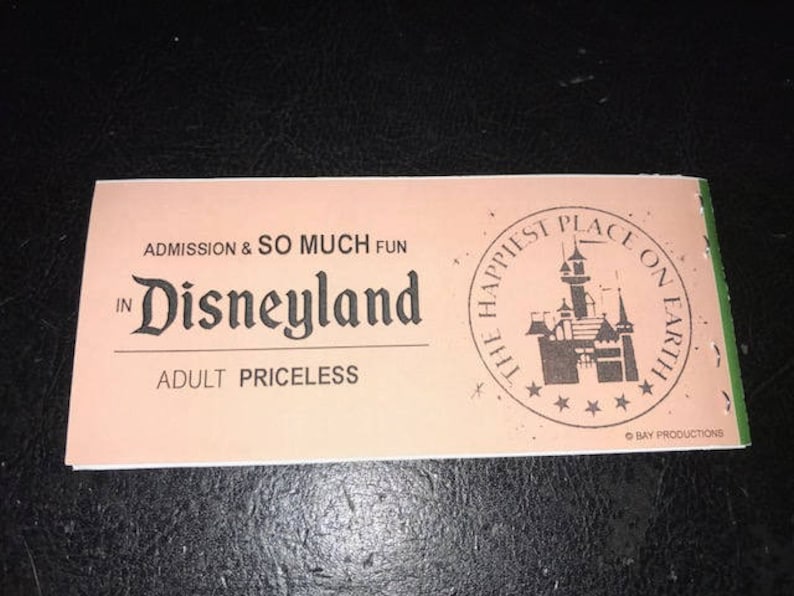 ADMISSION & SO MUCH FUN
IN Disneyland
ADULT PRICELESS
THE HAPPIEST PLACE ON EARTH
© BAY PRODUCTIONS